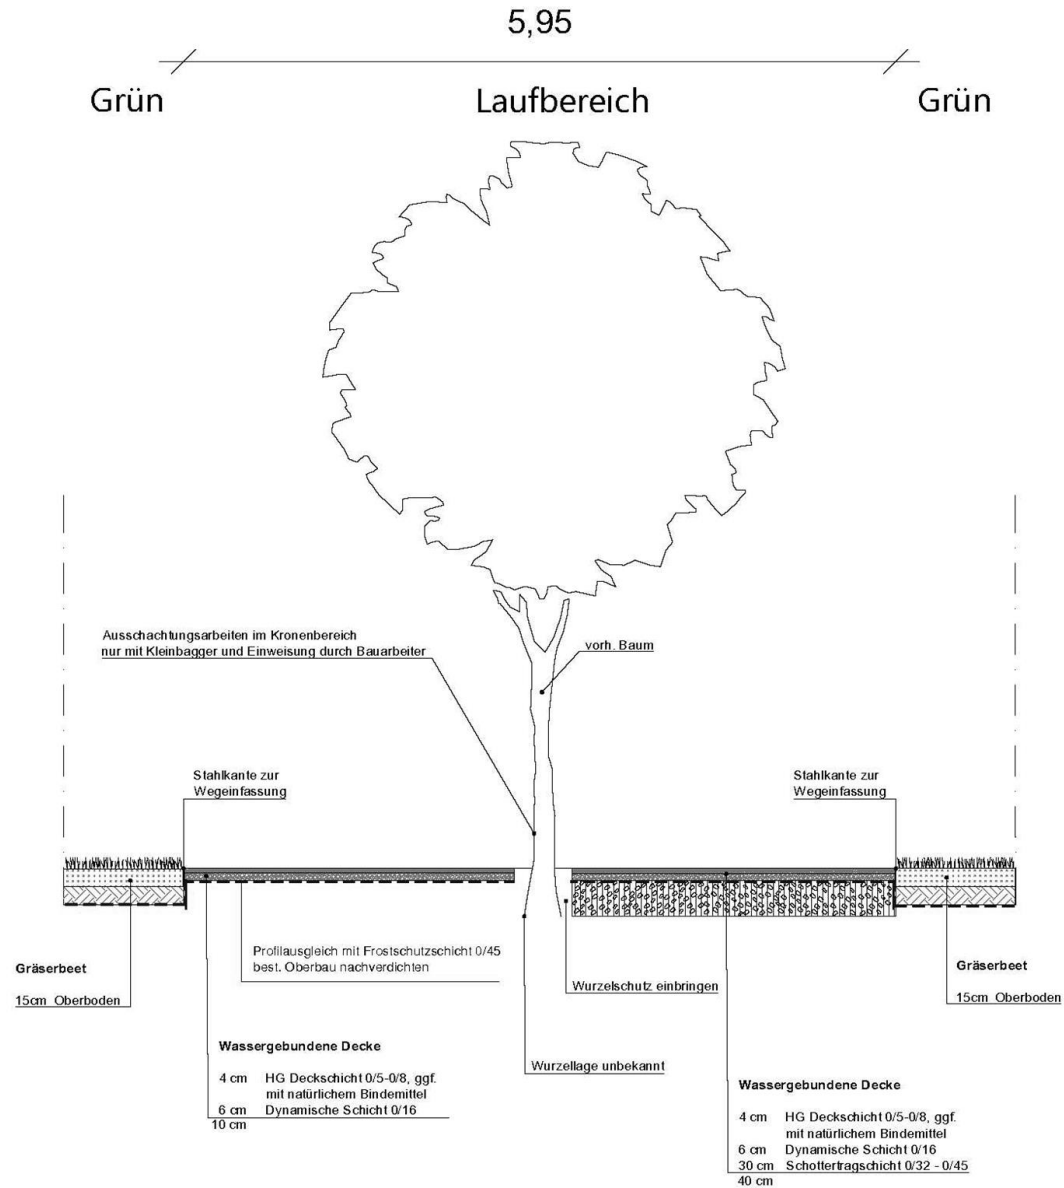 5,95
Grün
Laufbereich
Grün
Ausschachtungsarbeiten im Kronenbereich
nur mit Kleinbagger und Einweisung durch Bauarbeiter
vorh. Baum
Stahlkante zur
Wegeinfassung
Stahlkante zur
Wegeinfassung
Profilausgleich mit Frostschutzschicht 0/45
best. Oberbau nachverdichten
Gräserbeet
15cm Oberboden
Wurzelschutz einbringen
Gräserbeet
15cm Oberboden
Wurzellage unbekannt
Wassergebundene Decke
4 cm HG Deckschicht 0/5-0/8, ggf.
mit natürlichem Bindemittel
6 cm Dynamische Schicht 0/16
10 cm
Wassergebundene Decke
4 cm HG Deckschicht 0/5-0/8, ggf.
mit natürlichem Bindemittel
6 cm Dynamische Schicht 0/16
30 cm Schottertragschicht 0/32 - 0/45
40 cm